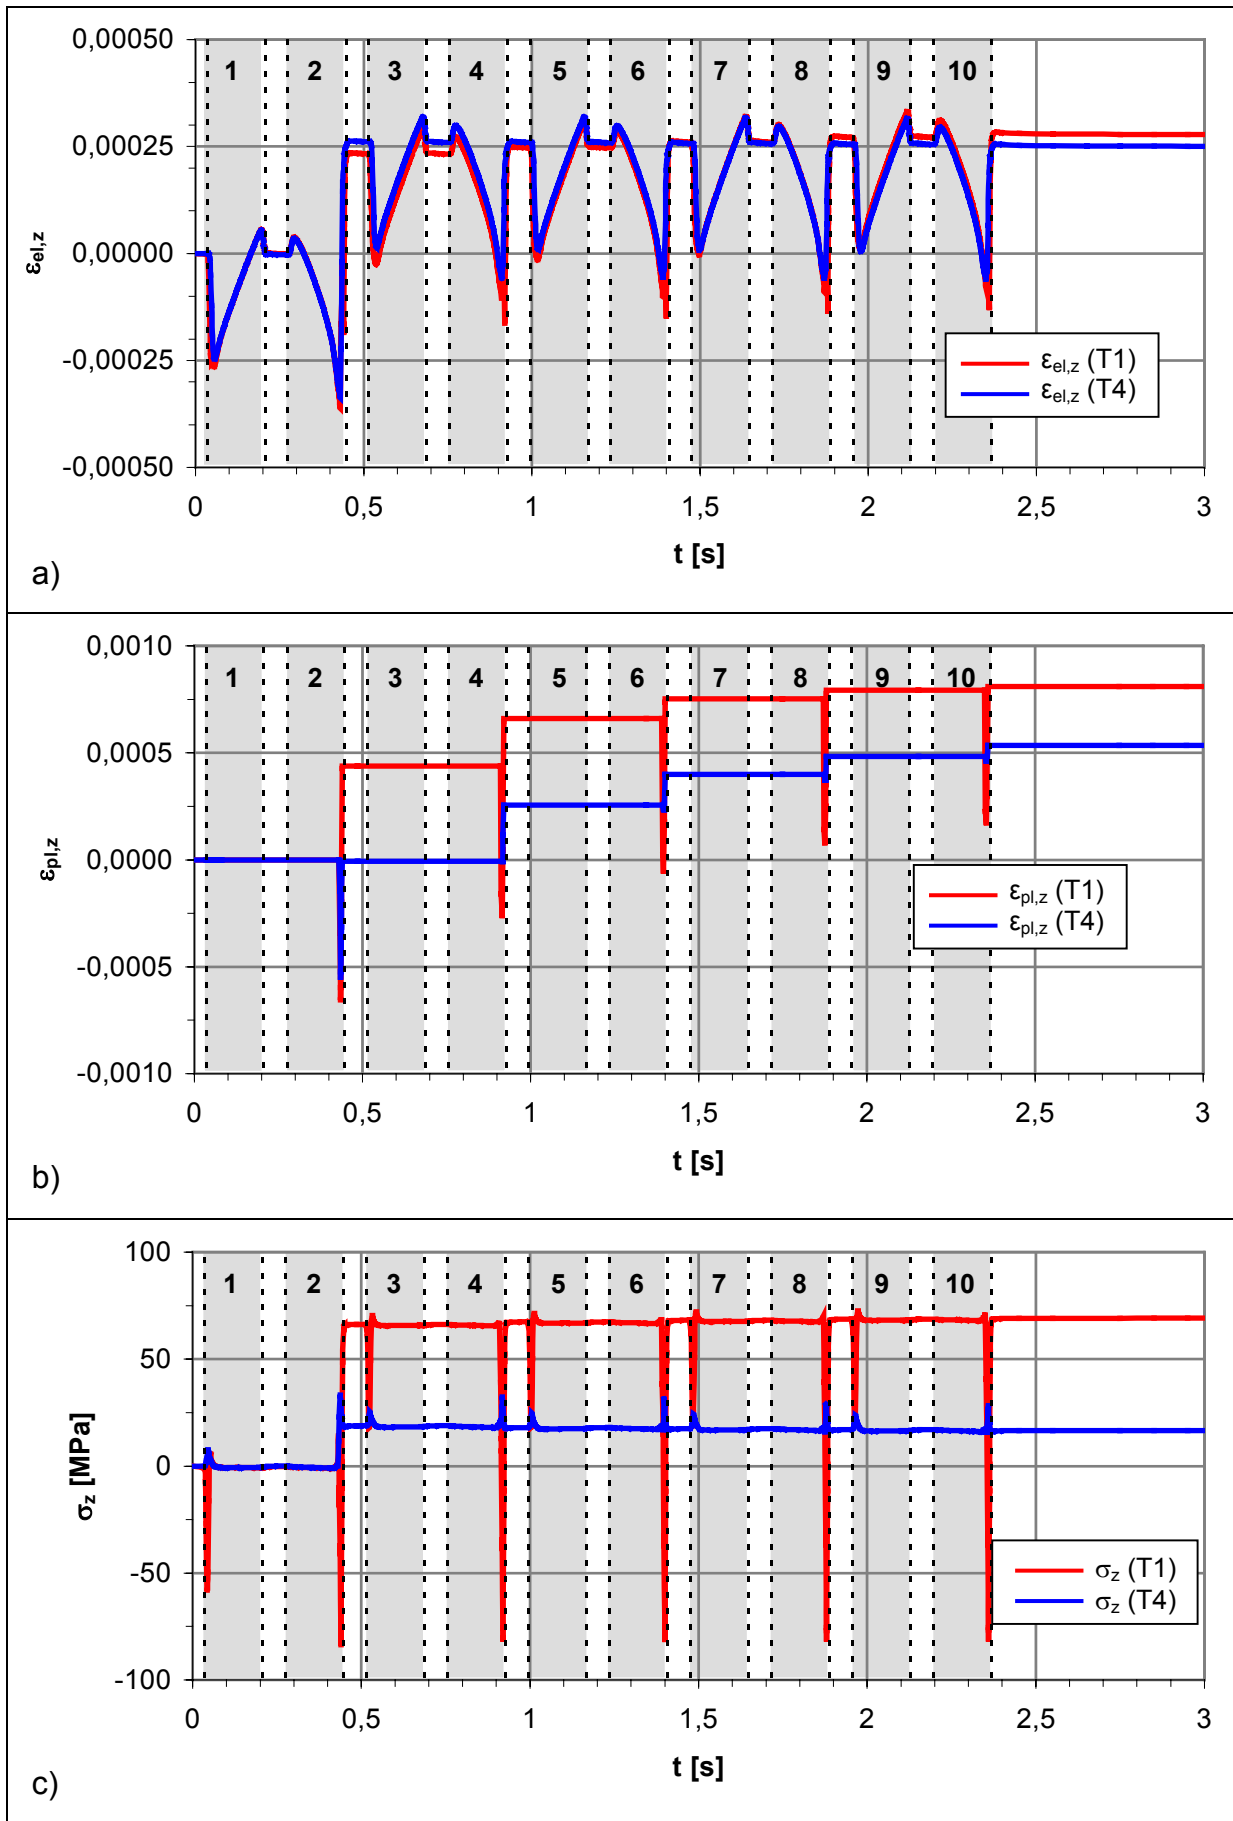 0,00050
1 2 3 4 5 6 7 8 9 10
0,00025
0,00000
εel,z
-0,00025
εel,z (T1)
εel,z (T4)
-0,00050
0 0,5 1 1,5 2 2,5 3
t [s]
a)
0,0010
1 2 3 4 5 6 7 8 9 10
0,0005
0,0000
εpl,z
εpl,z (T1)
εpl,z (T4)
-0,0005
-0,0010
0 0,5 1 1,5 2 2,5 3
t [s]
b)
100
1 2 3 4 5 6 7 8 9 10
50
0
σz [MPa]
-50
σz (T1)
σz (T4)
-100
0 0,5 1 1,5 2 2,5 3
t [s]
c)